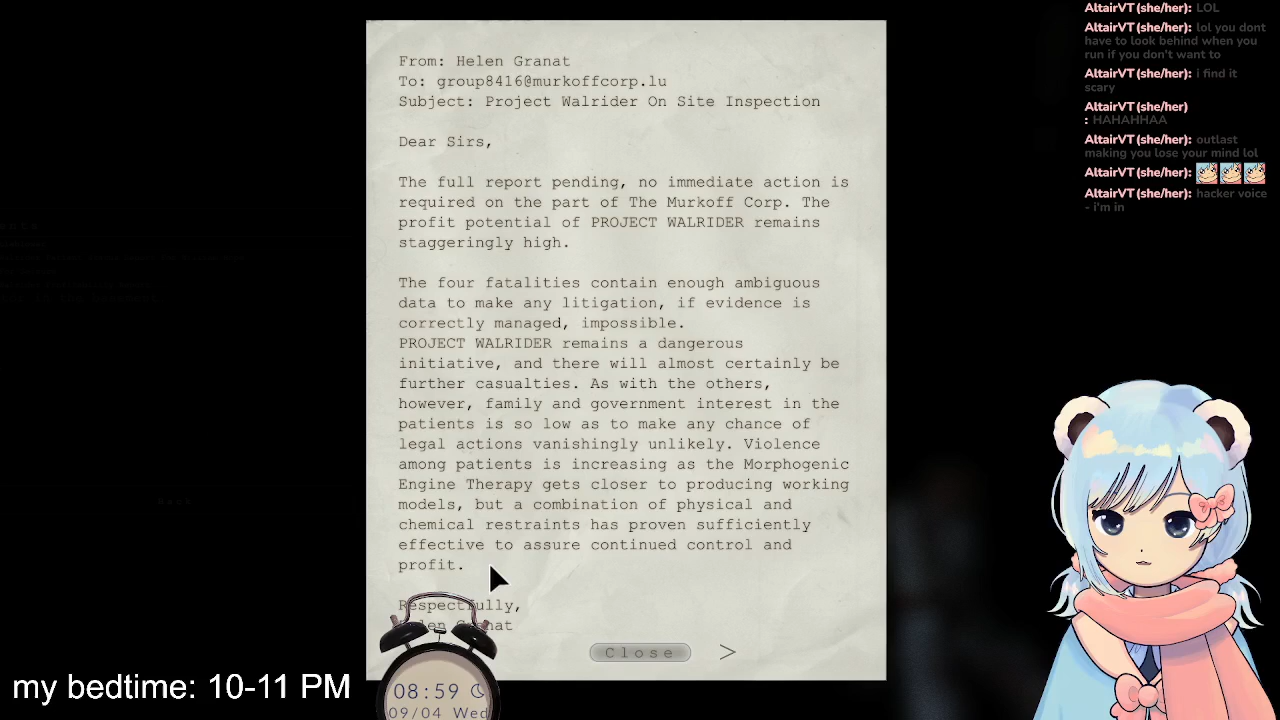 From: Helen Granat
To: group8416@murkoffcorp.lu
Subject: Project Walrider On Site Inspection
Dear Sirs,
The full report pending, no immediate action is
required on the part of The Murkoff Corp. The
profit potential of PROJECT WALRIDER remains
staggeringly high.
The four fatalities contain enough ambiguous
data to make any litigation, if evidence is
correctly managed, impossible.
PROJECT WALRIDER remains a dangerous
initiative, and there will almost certainly be
further casualties. As with the others,
however, family and government interest in the
patients is so low as to make any chance of
legal actions vanishingly unlikely. Violence
among patients is increasing as the Morphogenic
Engine Therapy gets closer to producing working
models, but a combination of physical and
chemical restraints has proven sufficiently
effective to assure continued control and
profit.
Respectfully,
Helen Granat
Close >
AltairVT (she/her): LOL
AltairVT (she/her): lol you dont
have to look behind when you
run if you don't want to
AltairVT (she/her): i find it
scary
AltairVT (she/her)
: HAHAHHAA
AltairVT (she/her): outlast
making you lose your mind lol
AltairVT (she/her):
AltairVT (she/her): hacker voice
- i'm in
my bedtime: 10-11 PM
08:59
09/04 Wed